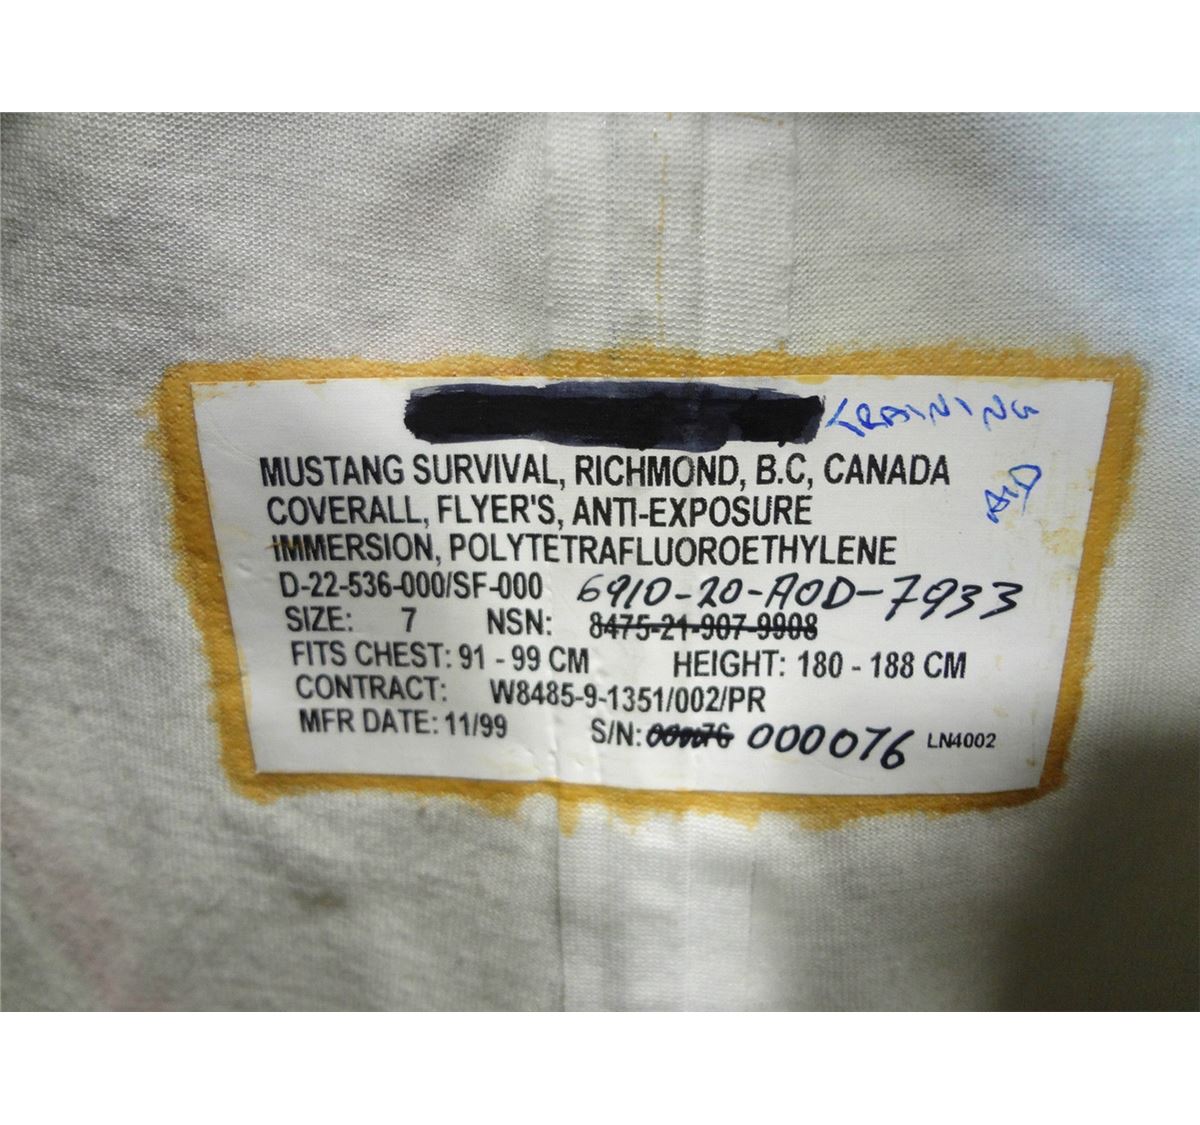 TRAINING
AID
MUSTANG SURVIVAL, RICHMOND, B.C, CANADA
COVERALL, FLYER'S, ANTI-EXPOSURE
IMMERSION, POLYTETRAFLUOROETHYLENE
D-22-536-000/SF-000 6910-20-A0D-7933
SIZE: 7 NSN: 8475-21-907-9908
FITS CHEST: 91 - 99 CM HEIGHT: 180 - 188 CM
CONTRACT: W8485-9-1351/002/PR
MFR DATE: 11/99 S/N: 000076 000076 LN4002